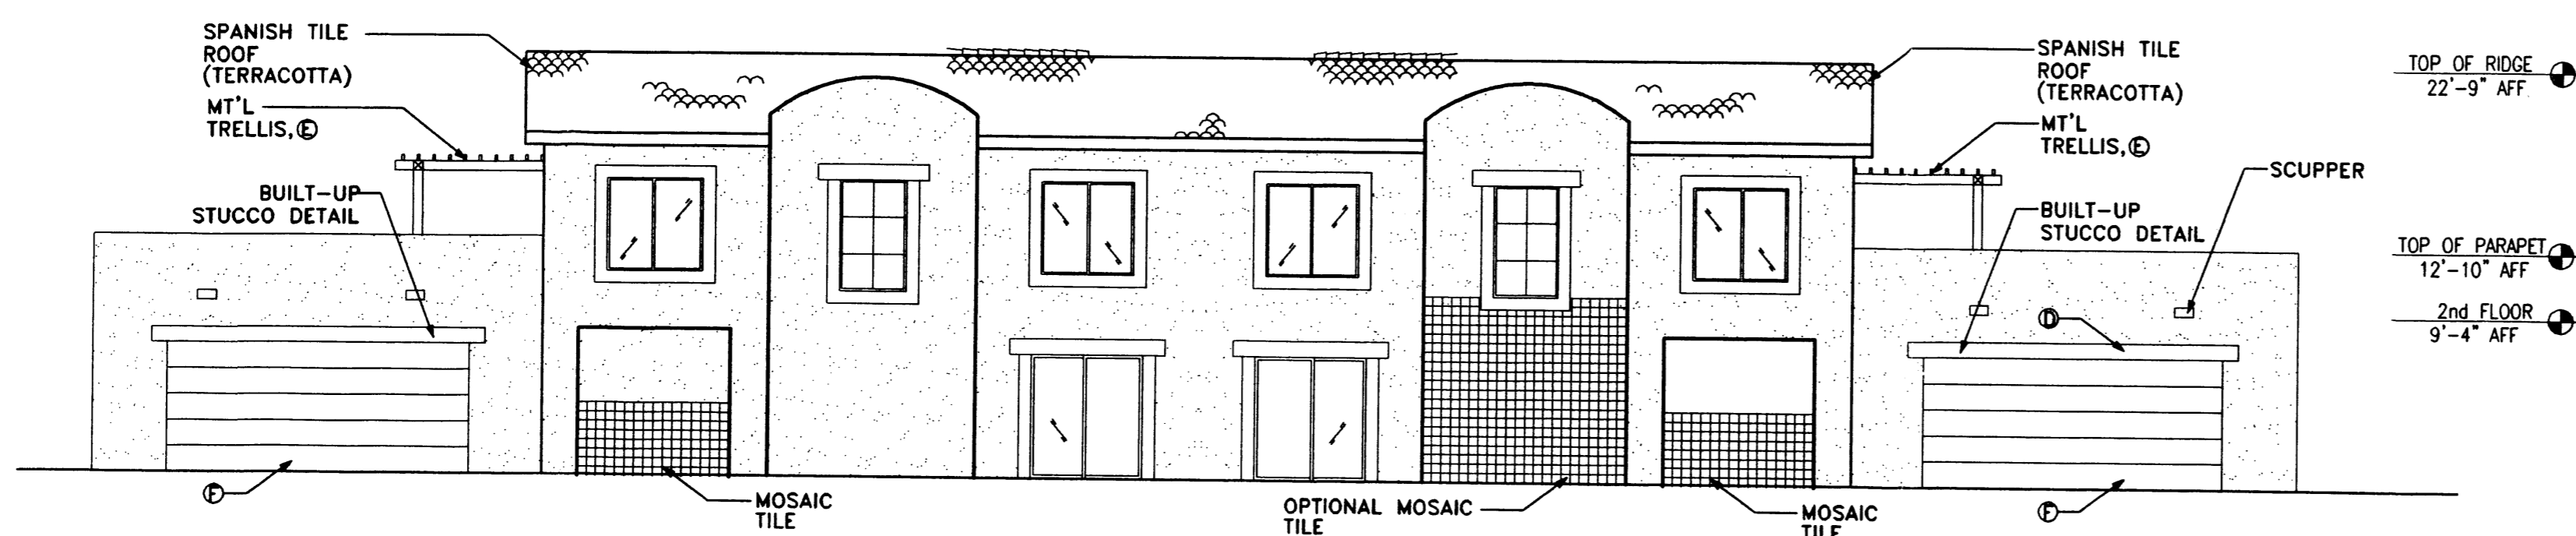 SPANISH TILE
ROOF
(TERRACOTTA)
MT'L
TRELLIS, E
BUILT-UP
STUCCO DETAIL
F
MOSAIC
TILE
OPTIONAL MOSAIC
TILE
MOSAIC
TILE
SPANISH TILE
ROOF
(TERRACOTTA)
MT'L
TRELLIS, E
SCUPPER
BUILT-UP
STUCCO DETAIL
D
F
TOP OF RIDGE
22'-9" AFF.
TOP OF PARAPET
12'-10" AFF
2nd FLOOR
9'-4" AFF